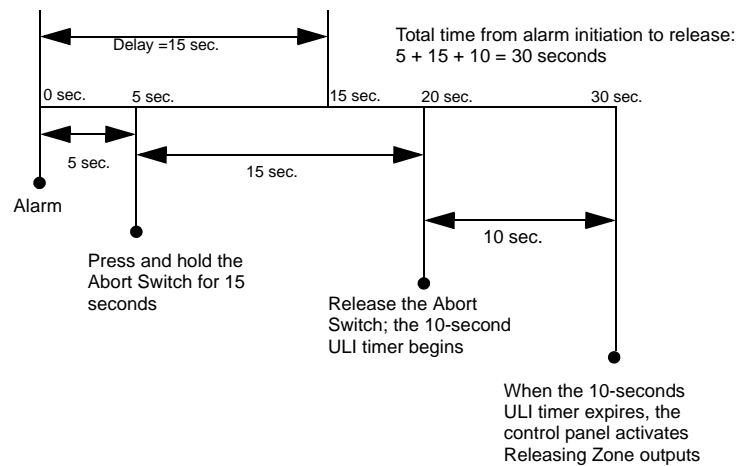 Delay =15 sec.
Total time from alarm initiation to release:
5 + 15 + 10 = 30 seconds
0 sec.
5 sec.
15 sec.
20 sec.
30 sec.
5 sec.
15 sec.
Alarm
10 sec.
Press and hold the
Abort Switch for 15
seconds
Release the Abort
Switch; the 10-second
ULI timer begins
When the 10-seconds
ULI timer expires, the
control panel activates
Releasing Zone outputs